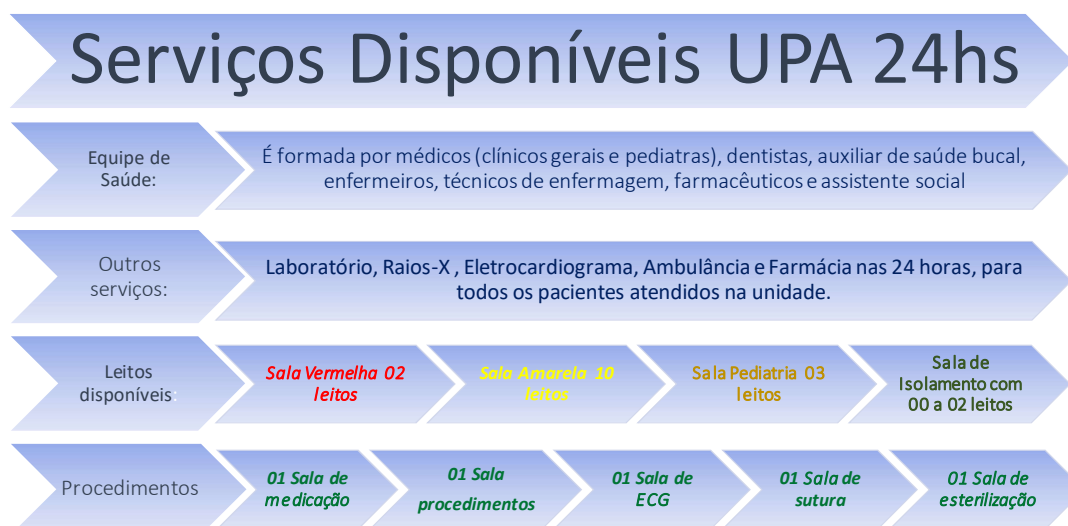 Serviços Disponíveis UPA 24hs
Equipe de
Saúde:
É formada por médicos (clínicos gerais e pediatras), dentistas, auxiliar de saúde bucal,
enfermeiros, técnicos de enfermagem, farmacêuticos e assistente social
Outros
serviços:
Laboratório, Raios-X , Eletrocardiograma, Ambulância e Farmácia nas 24 horas, para
todos os pacientes atendidos na unidade.
Leitos
disponíveis:
Sala Vermelha 02
leitos
Sala Amarela 10
leitos
Sala Pediatria 03
leitos
Sala de
Isolamento com
00 a 02 leitos
Procedimentos
01 Sala de
medicação
01 Sala
procedimentos
01 Sala de
ECG
01 Sala de
sutura
01 Sala de
esterilização